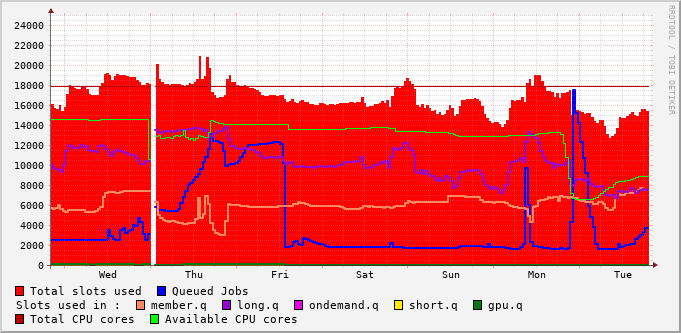 RRDTOOL / TOBI OETIKER
24000
22000
20000
18000
16000
14000
12000
10000
8000
6000
4000
2000
0
Wed Thu Fri Sat Sun Mon Tue
Total slots used Queued Jobs
Slots used in : member.q long.q ondemand.q short.q gpu.q
Total CPU cores Available CPU cores